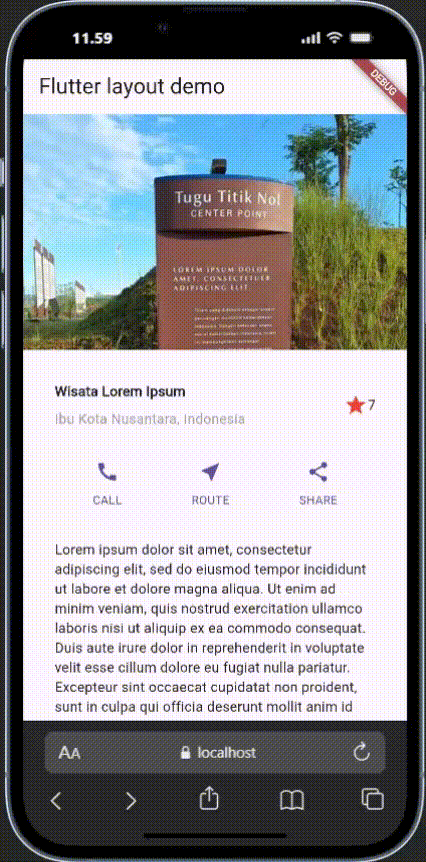 11.59
Flutter layout demo
DEBUG
Tugu Titik Nol
CENTER POINT
LOREM IPSUM DOLOR
AMET, CONSECTETUER
ADIPISCING ELIT.
Wisata Lorem Ipsum
Ibu Kota Nusantara, Indonesia
7
CALL
ROUTE
SHARE
Lorem ipsum dolor sit amet, consectetur
adipiscing elit, sed do eiusmod tempor incididunt
ut labore et dolore magna aliqua. Ut enim ad
minim veniam, quis nostrud exercitation ullamco
laboris nisi ut aliquip ex ea commodo consequat.
Duis aute irure dolor in reprehenderit in voluptate
velit esse cillum dolore eu fugiat nulla pariatur.
Excepteur sint occaecat cupidatat non proident,
sunt in culpa qui officia deserunt mollit anim id
AA
localhost